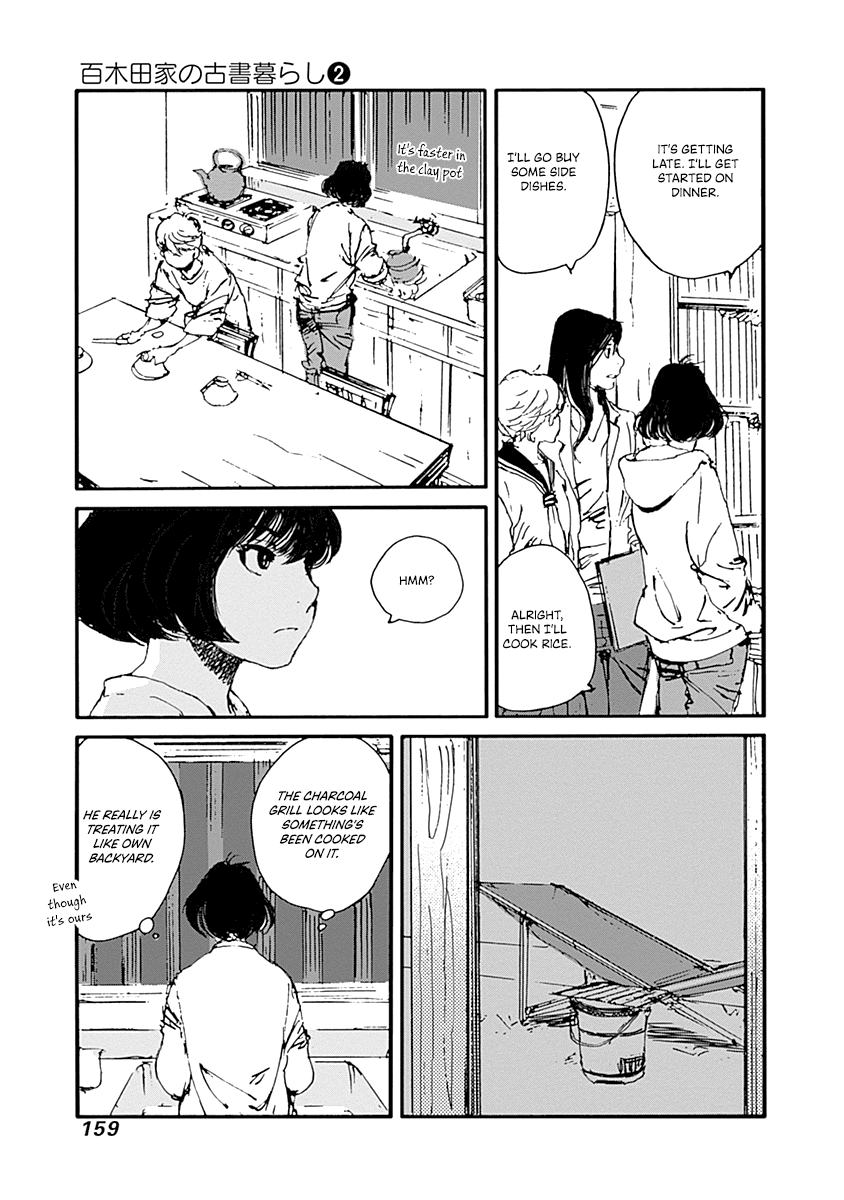 百木田家の古書暮らし❷
IT'S GETTING
LATE. I'LL GET
STARTED ON
DINNER.
I'LL GO BUY
SOME SIDE
DISHES.
ALRIGHT,
THEN I'LL
COOK RICE.
It's faster in
the clay pot
HMM?
THE CHARCOAL
GRILL LOOKS LIKE
SOMETHING'S
BEEN COOKED
ON IT.
HE REALLY IS
TREATING IT
LIKE OWN
BACKYARD.
Even
though
it's ours
159